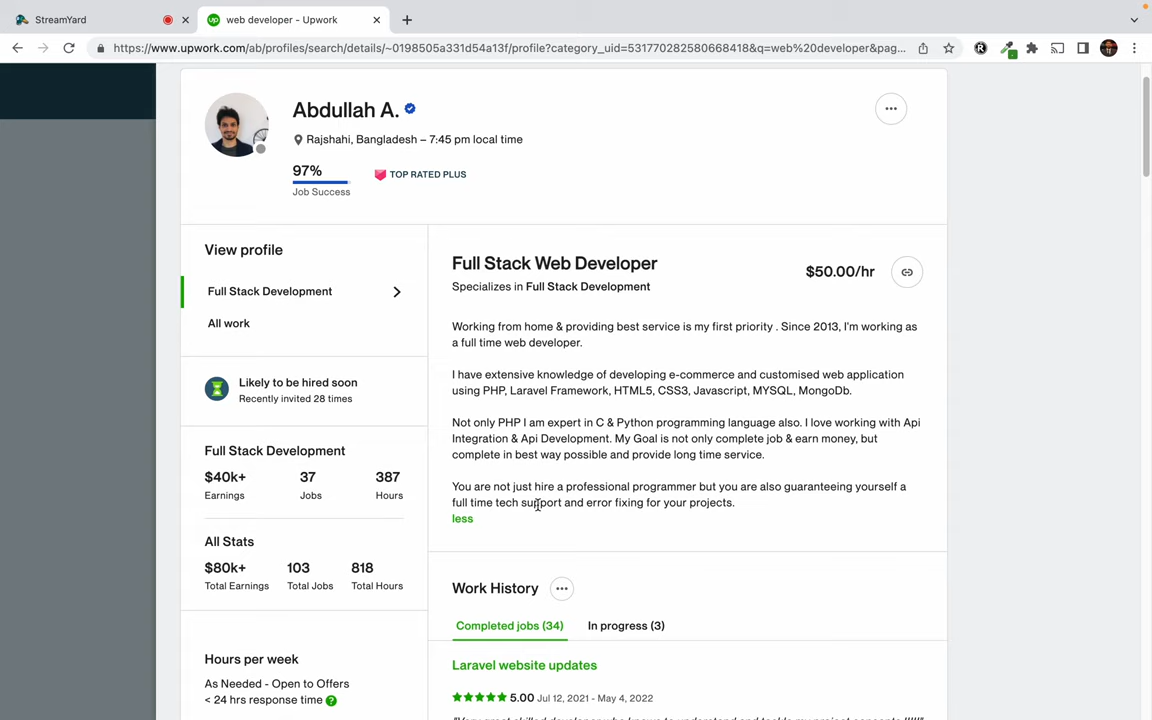 StreamYard
web developer - Upwork
https://www.upwork.com/ab/profiles/search/details/~0198505a331d54a13f/profile?category_uid=531770282580668418&q=web%20developer&pag...
Abdullah A.
Rajshahi, Bangladesh – 7:45 pm local time
97%
TOP RATED PLUS
Job Success
View profile
Full Stack Development
All work
Likely to be hired soon
Recently invited 28 times
Full Stack Development
$40k+ 37 387
Earnings Jobs Hours
All Stats
$80k+ 103 818
Total Earnings Total Jobs Total Hours
Hours per week
As Needed - Open to Offers
< 24 hrs response time ?
Full Stack Web Developer
$50.00/hr
Specializes in Full Stack Development
Working from home & providing best service is my first priority . Since 2013, I'm working as
a full time web developer.
I have extensive knowledge of developing e-commerce and customised web application
using PHP, Laravel Framework, HTML5, CSS3, Javascript, MYSQL, MongoDb.
Not only PHP I am expert in C & Python programming language also. I love working with Api
Integration & Api Development. My Goal is not only complete job & earn money, but
complete in best way possible and provide long time service.
You are not just hire a professional programmer but you are also guaranteeing yourself a
full time tech support and error fixing for your projects.
less
Work History
Completed jobs (34) In progress (3)
Laravel website updates
5.00 Jul 12, 2021 - May 4, 2022